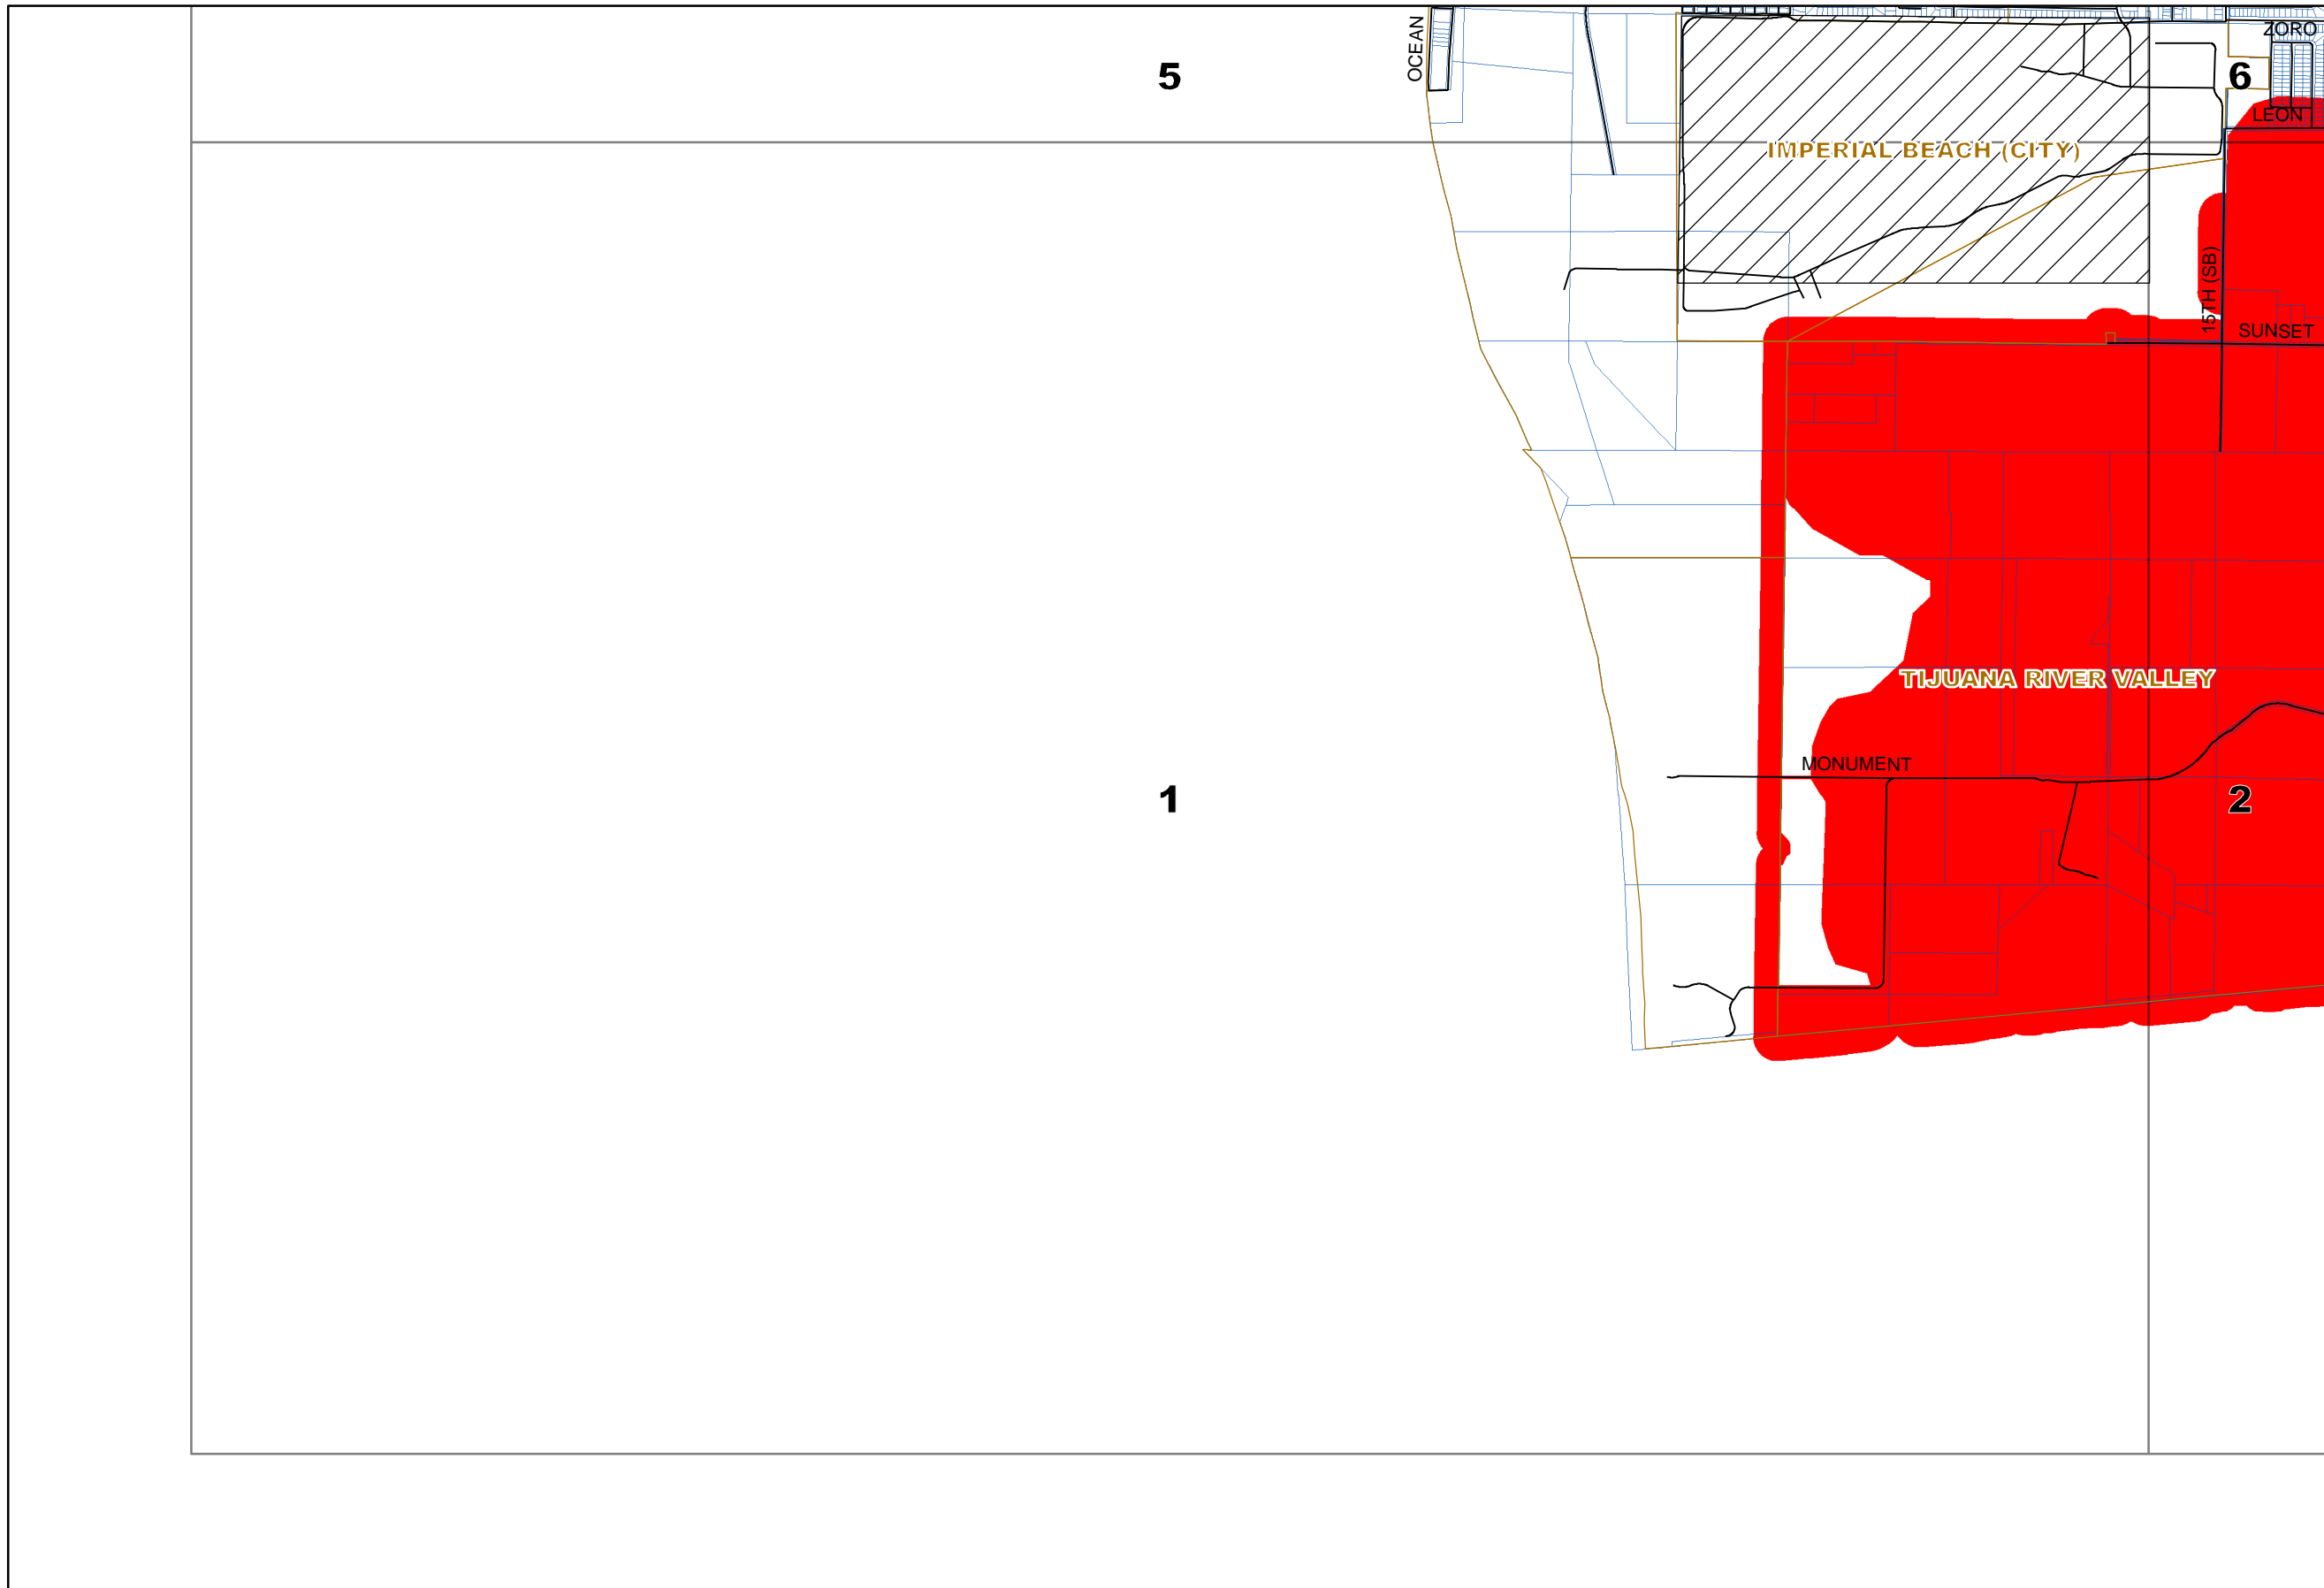 OCEAN
ZORO
5
6
LEON
IMPERIAL BEACH (CITY)
15TH (SB)
SUNSET
TIJUANA RIVER VALLEY
MONUMENT
1
2